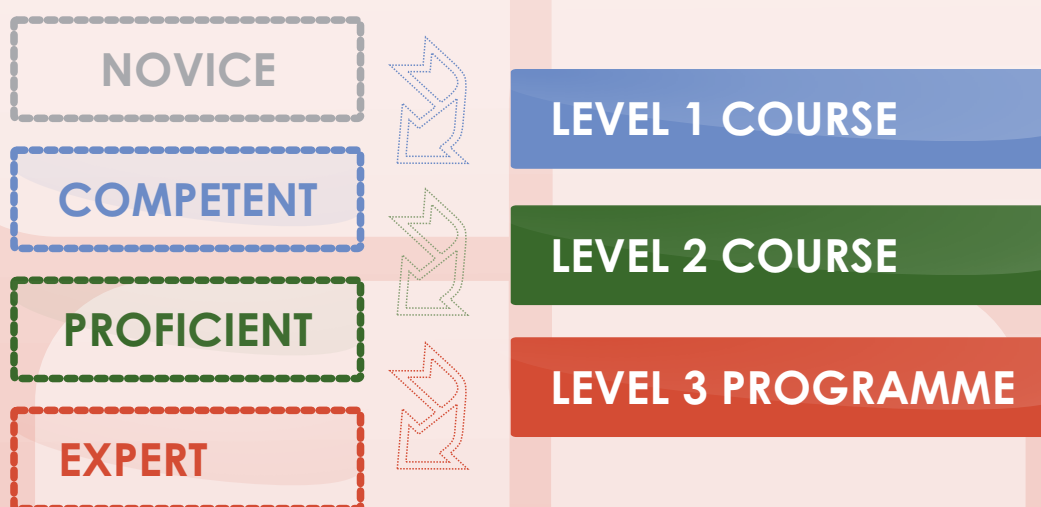 NOVICE
COMPETENT
PROFICIENT
EXPERT
LEVEL 1 COURSE
LEVEL 2 COURSE
LEVEL 3 PROGRAMME